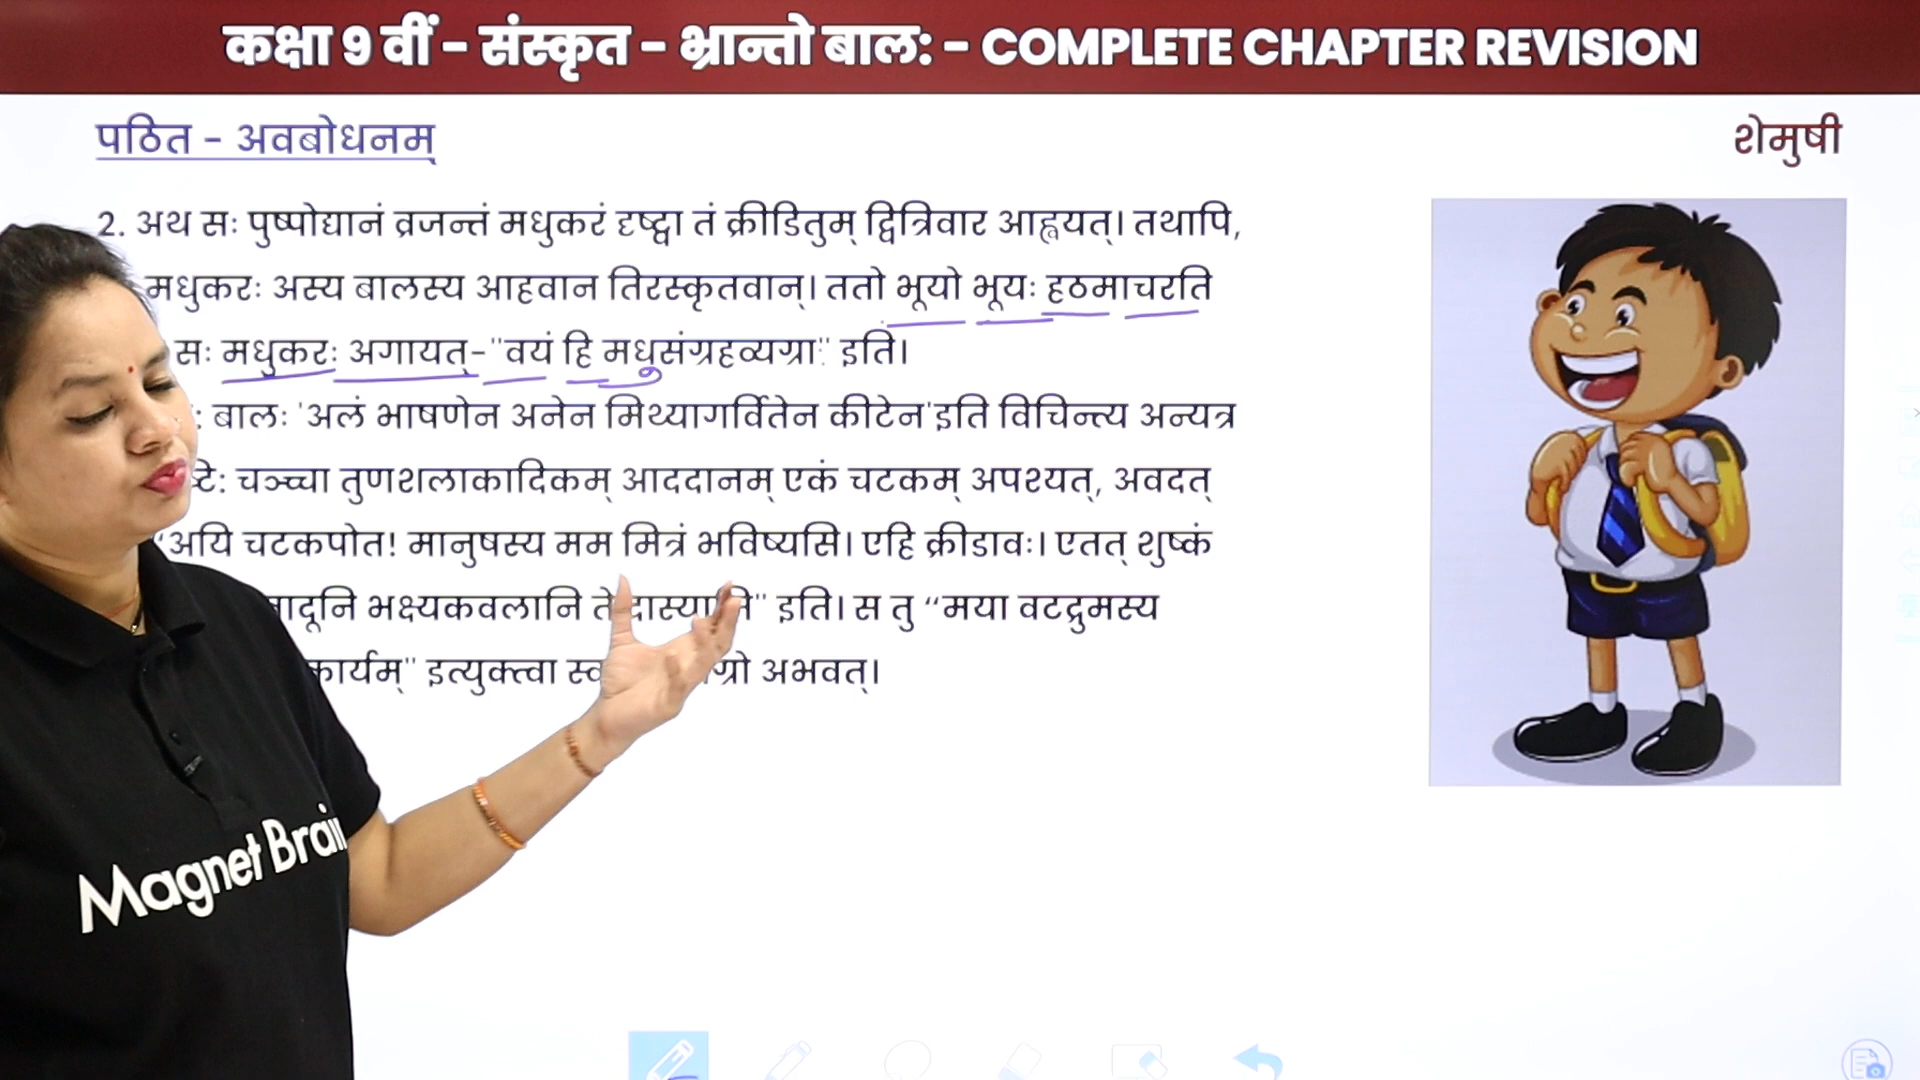 कक्षा 9 वीं - संस्कृत - भ्रान्तो बाल: - COMPLETE CHAPTER REVISION
पठित - अवबोधनम्
शेमुषी
2. अथ सः पुष्पोद्यानं व्रजन्तं मधुकरं दृष्ट्वा तं क्रीडितुम् द्वित्रिवार आह्वयत्। तथापि,
मधुकरः अस्य बालस्य आहवान तिरस्कृतवान्। ततो भूयो भूयः हठमाचरति
सः मधुकरः अगायत्-"वयं हि मधुसंग्रहव्यग्राः" इति।
बालः 'अलं भाषणेन अनेन मिथ्यागर्वितेन कीटेन'इति विचिन्त्य अन्यत्र
चञ्च्चा तुणशलाकादिकम् आददानम् एकं चटकम् अपश्यत्, अवदत्
"अयि चटकपोत! मानुषस्य मम मित्रं भविष्यसि। एहि क्रीडावः। एतत् शुष्कं
भक्ष्यकवलानि ते इति। स तु "मया वटद्रुमस्य
कार्यम्" इत्युक्त्वा अभवत्।
Magnet Brain